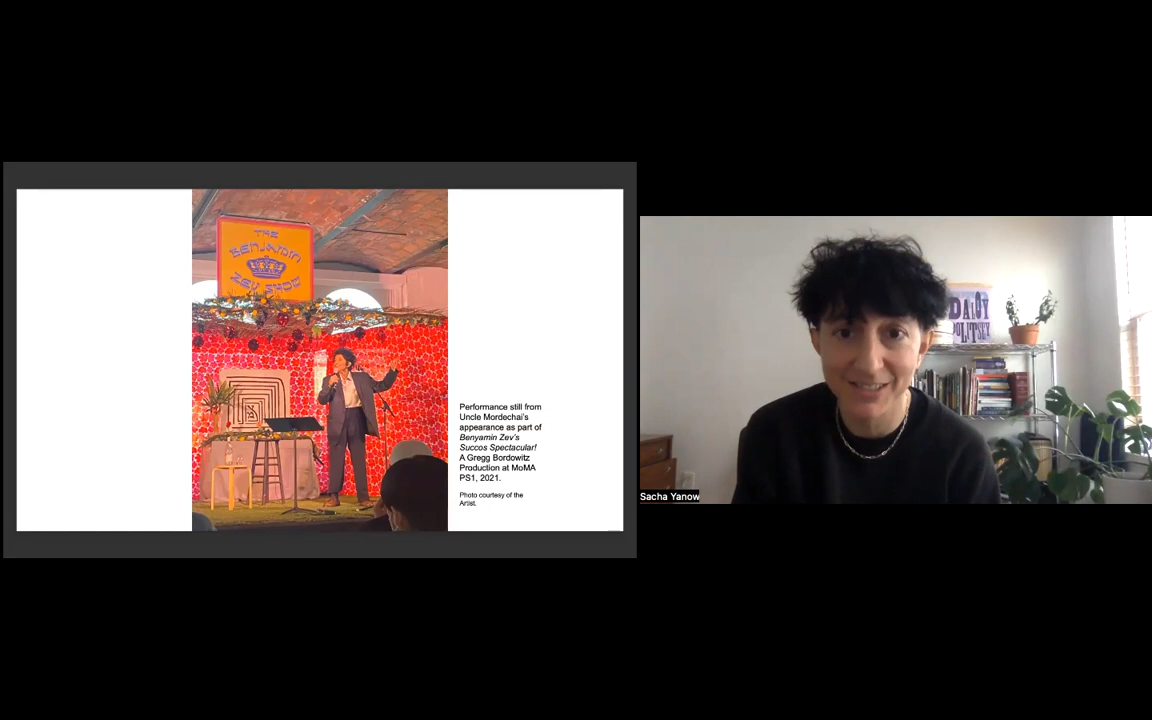 THE
BENJAMIN
ZEV SHOW
Performance still from
Uncle Mordechai's
appearance as part of
Benyamin Zev's
Succos Spectacular!
A Gregg Bordowitz
Production at MoMA
PS1, 2021.
Photo courtesy of the
Artist.
Sacha Yanow